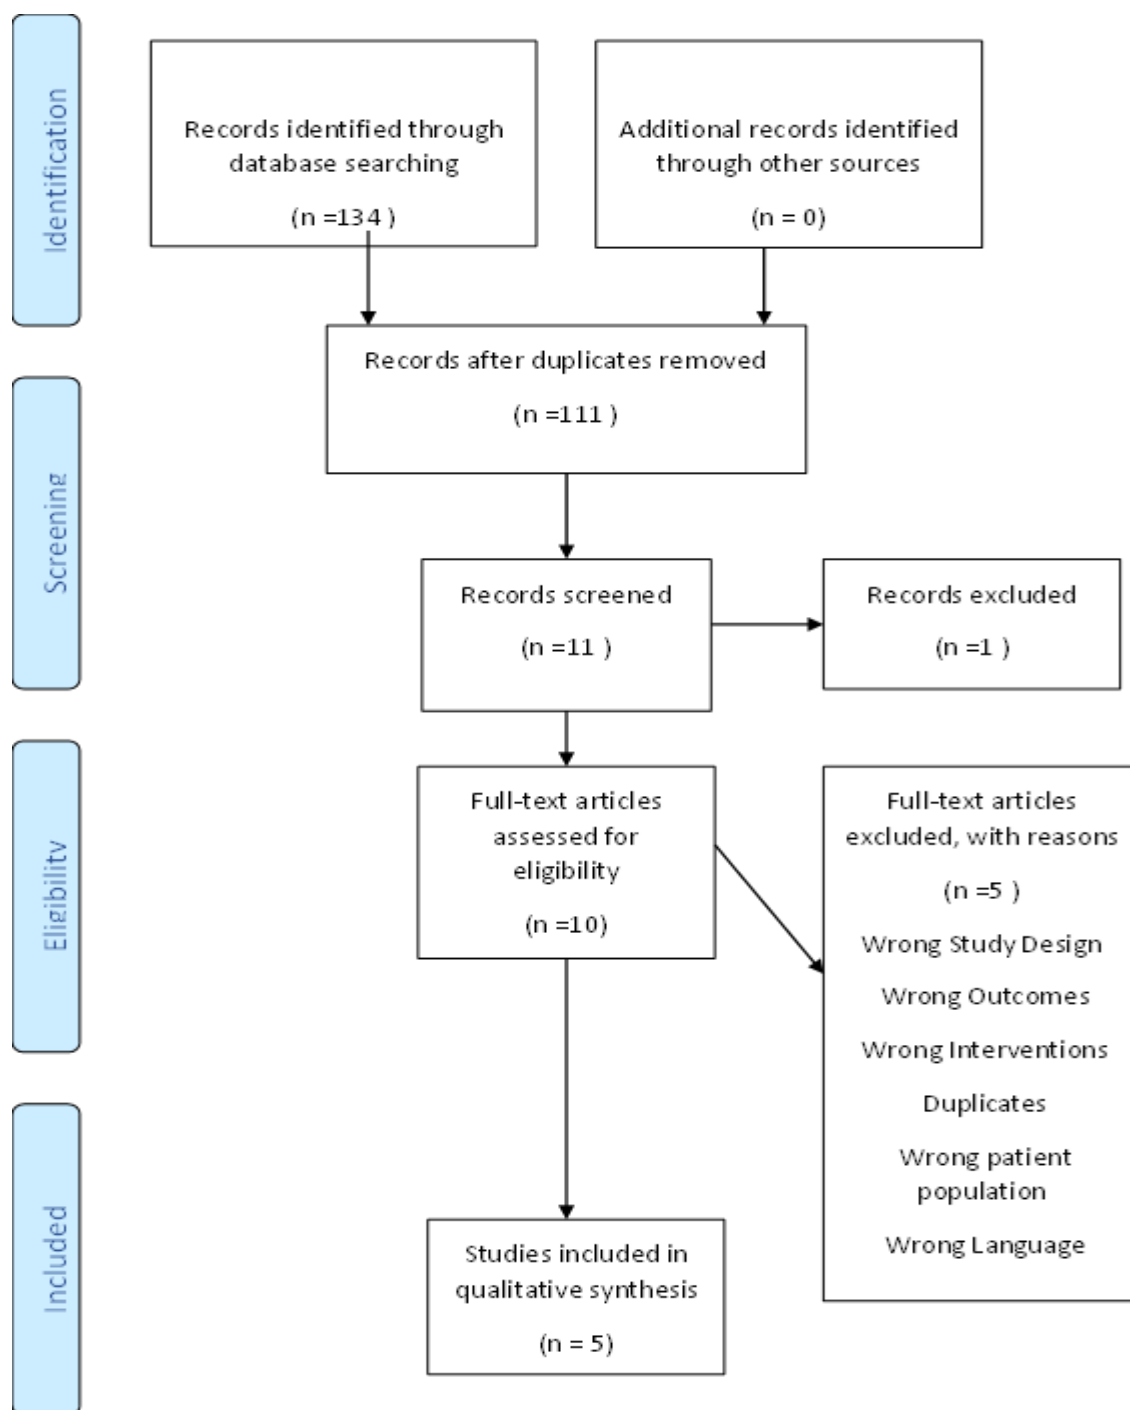 Identification
Records identified through
database searching
(n =134 )
Additional records identified
through other sources
(n = 0)
Records after duplicates removed
(n =111 )
Screening
Records screened
(n =11 )
Records excluded
(n =1 )
Eligibility
Full-text articles
assessed for
eligibility
(n =10)
Full-text articles
excluded, with reasons
(n =5 )
Wrong Study Design
Wrong Outcomes
Wrong Interventions
Duplicates
Wrong patient
population
Wrong Language
Included
Studies included in
qualitative synthesis
(n = 5)